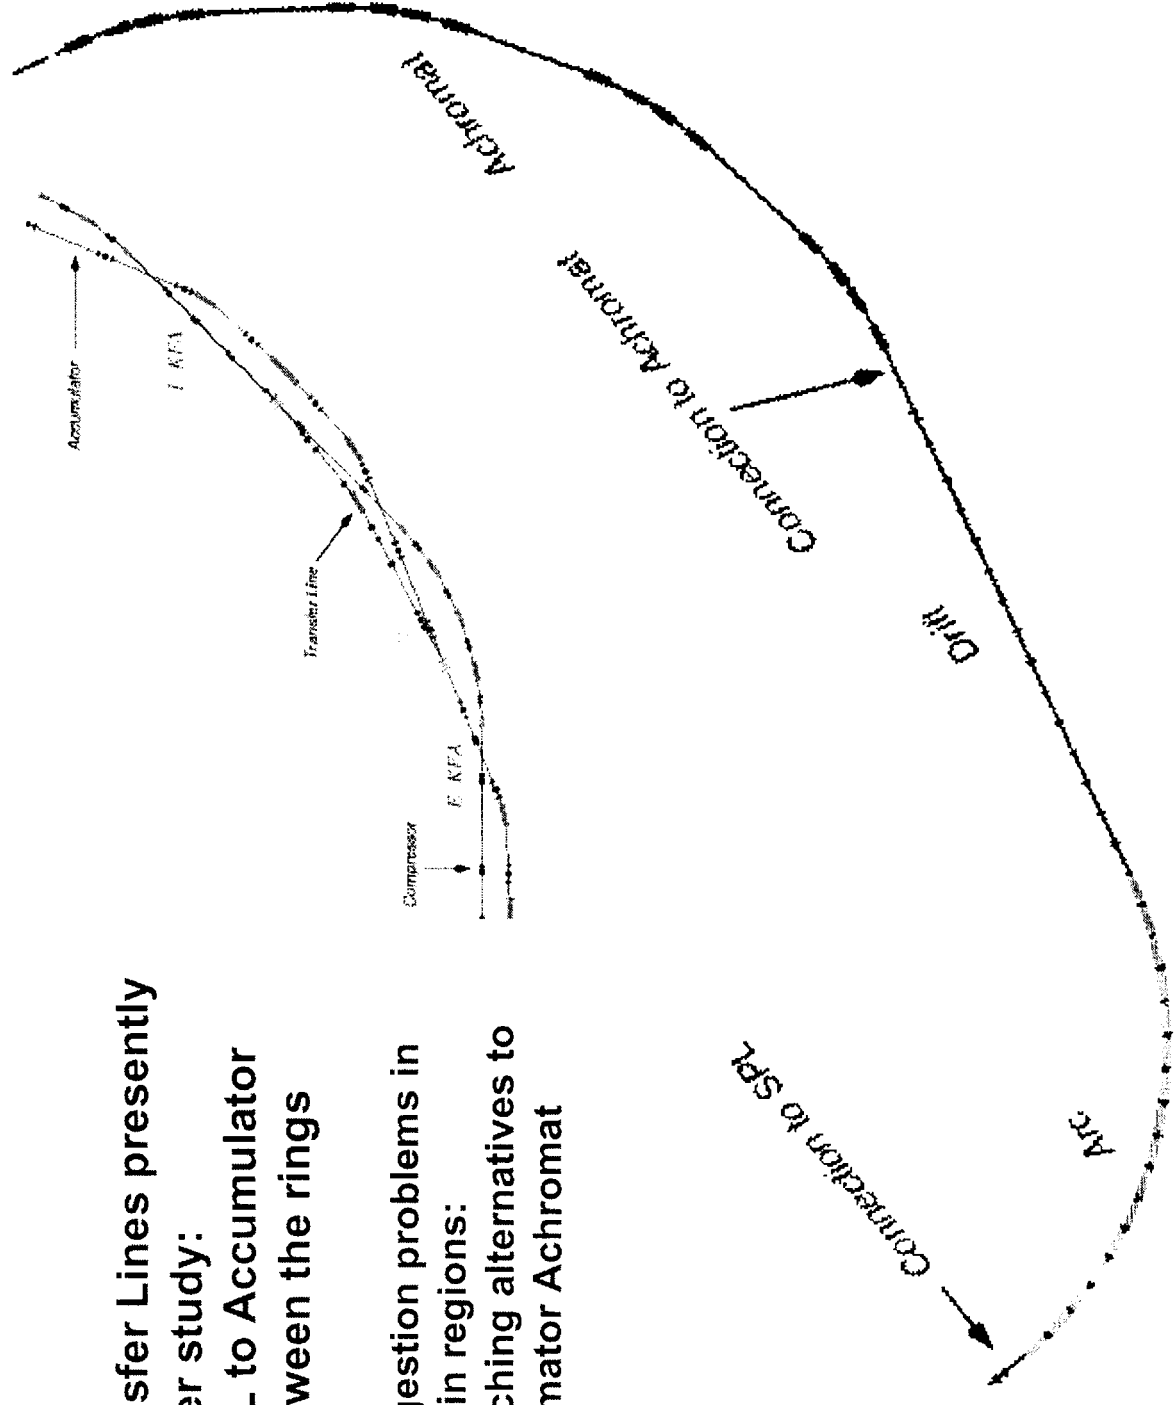 sfer Lines presently
er study:
to Accumulator
ween the rings
gestion problems in
in regions:
ching alternatives to
mator Achromat
Accumulator
Transfer Line
Compressor
E KFA
Achromat
Connection to Achromat
Drift
Arc
Connection to SPL